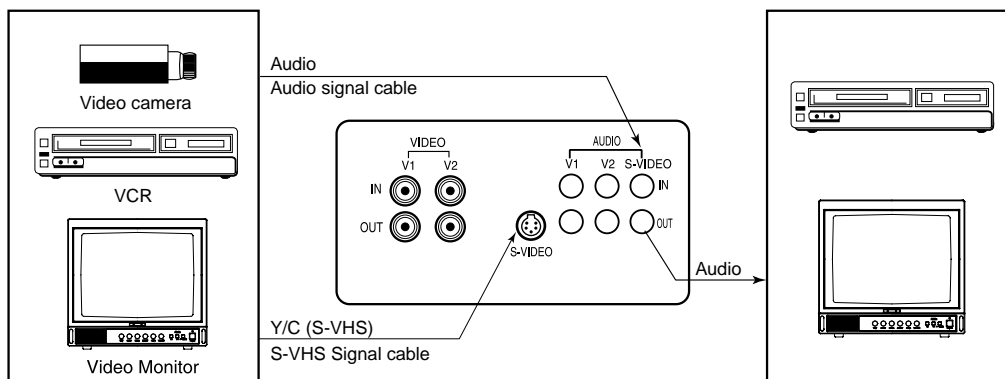 Video camera
VCR
Video Monitor
Audio
Audio signal cable
VIDEO
V1 V2
IN
OUT
AUDIO
V1 V2 S-VIDEO
IN
OUT
S-VIDEO
Y/C (S-VHS)
S-VHS Signal cable
Audio